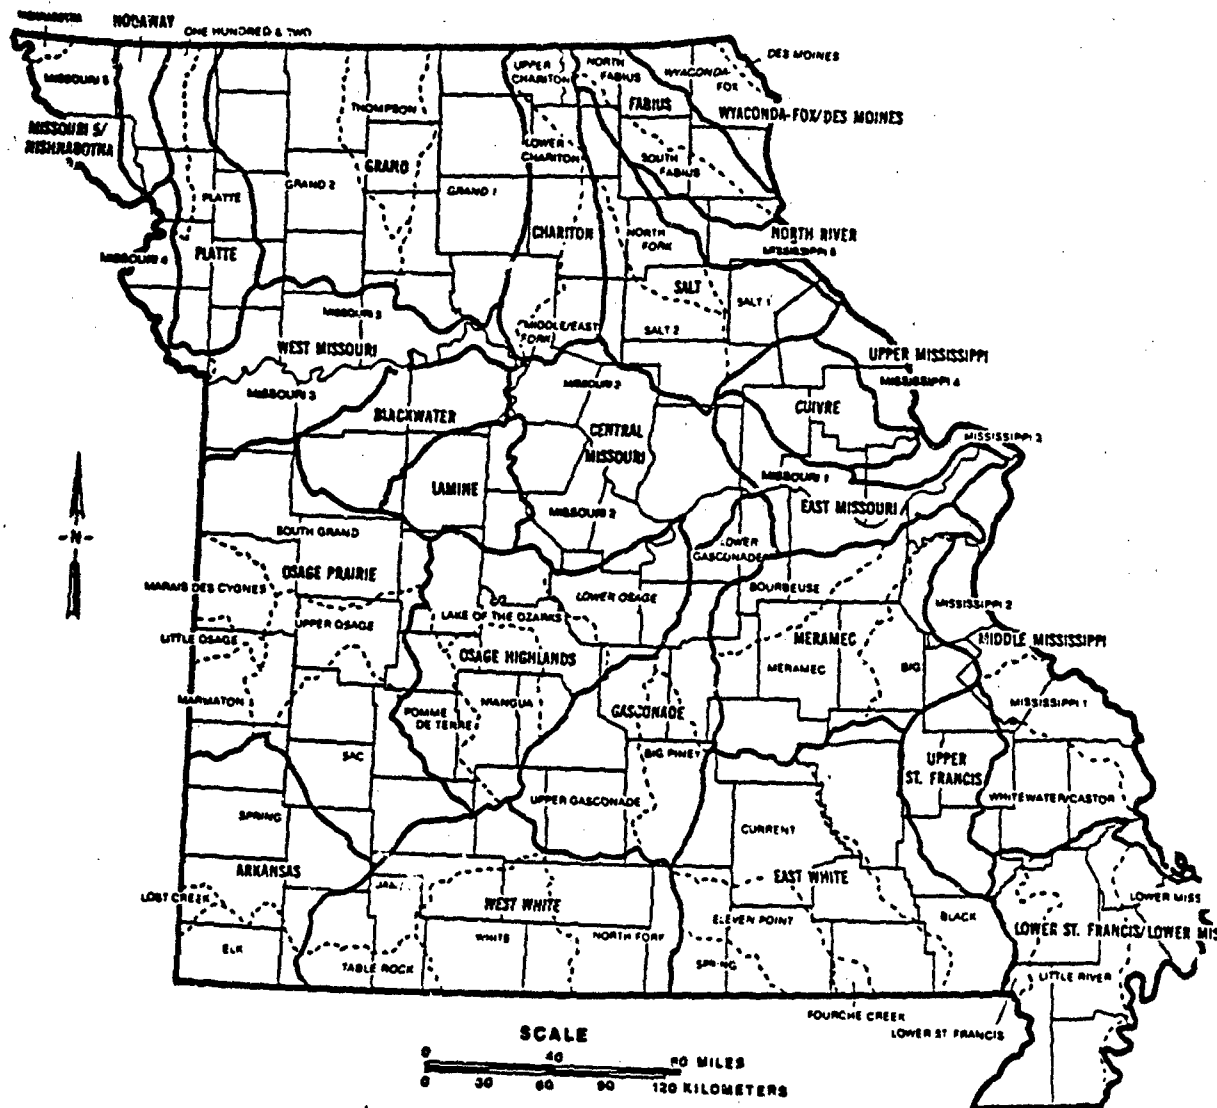 NISHNABOTNA
NODAWAY
ONE HUNDRED & TWO
DES MOINES
MISSOURI 5
UPPER
CHARITON
NORTH
FABIUS
WYACONDA-
FOX
MISSOURI 5/
NISHNABOTNA
THOMPSON
FABIUS
WYACONDA-FOX/DES MOINES
LOWER
CHARITON
SOUTH
FABIUS
PLATTE
GRAND 2
GRAND
GRAND 1
CHARITON
NORTH
FORK
NORTH RIVER
MISSISSIPPI 5
MISSOURI 4
PLATTE
SALT
SALT 1
MISSOURI 3
MIDDLE/EAST
FORK
SALT 2
WEST MISSOURI
UPPER MISSISSIPPI
MISSISSIPPI 4
MISSOURI 3
MISSOURI 2
BLACKWATER
CUIVRE
CENTRAL
MISSOURI
MISSISSIPPI 3
MISSOURI 1
LAMINE
MISSOURI 2
EAST MISSOURI
- N -
SOUTH GRAND
LOWER
GASCONADE
OSAGE PRAIRIE
MARAIS DES CYGNES
LOWER OSAGE
BOURBEUSE
MISSISSIPPI 2
UPPER OSAGE
LAKE OF THE OZARKS
LITTLE OSAGE
MERAMEC
MIDDLE MISSISSIPPI
OSAGE HIGHLANDS
MERAMEC
BIG
MARMATON
POMME
DE TERRE
NIANGUA
GASCONADE
MISSISSIPPI 1
SAC
BIG PINEY
UPPER
ST. FRANCIS
UPPER GASCONADE
WHITEWATER/CASTOR
SPRING
CURRENT
ARKANSAS
EAST WHITE
LOST CREEK
WEST WHITE
LOWER MISS
ELEVEN POINT
BLACK
LOWER ST. FRANCIS/LOWER MIS
ELK
WHITE
NORTH FORK
TABLE ROCK
SPRING
LITTLE RIVER
FOURCHE CREEK
LOWER ST. FRANCIS
SCALE
0 40 80 MILES
0 30 60 90 120 KILOMETERS